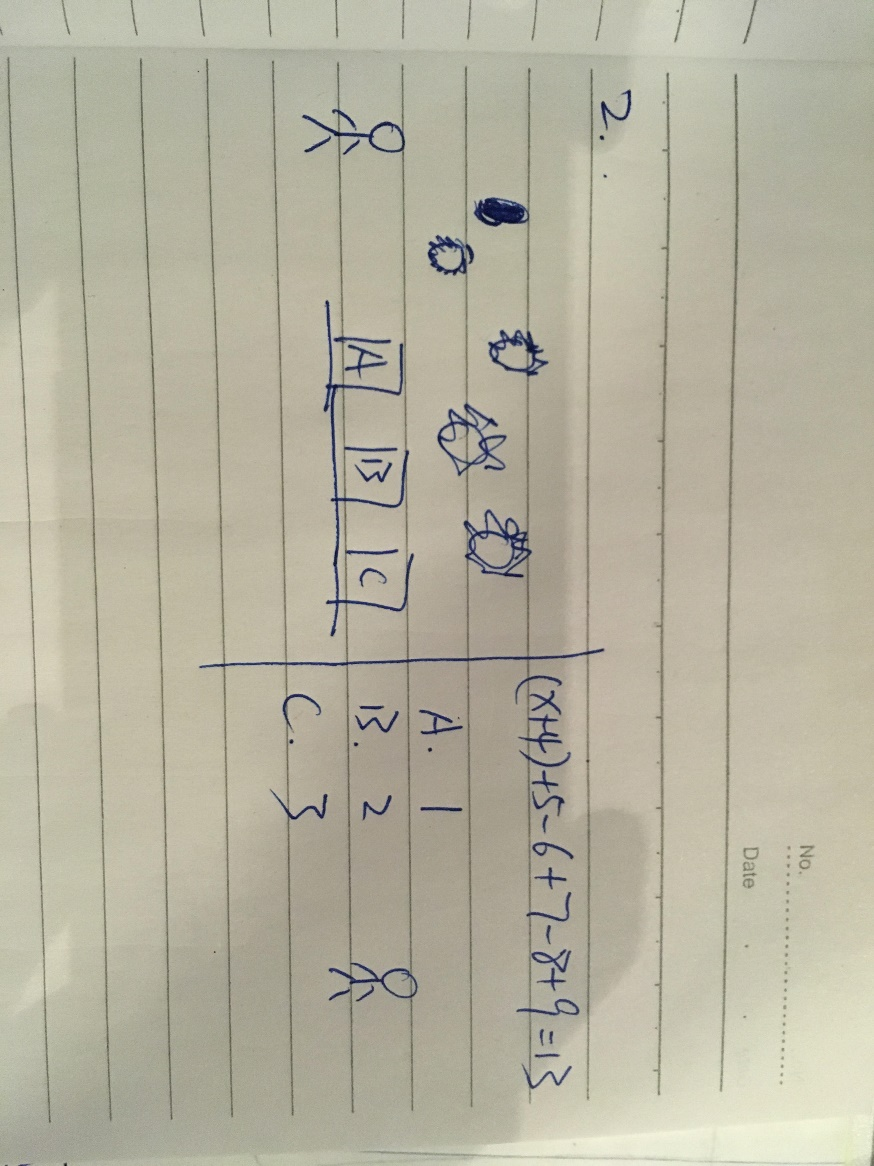 No.
Date
2.
(x+4)+5-6+7-8+9=13
A. 1
B. 2
C. 3
A B C